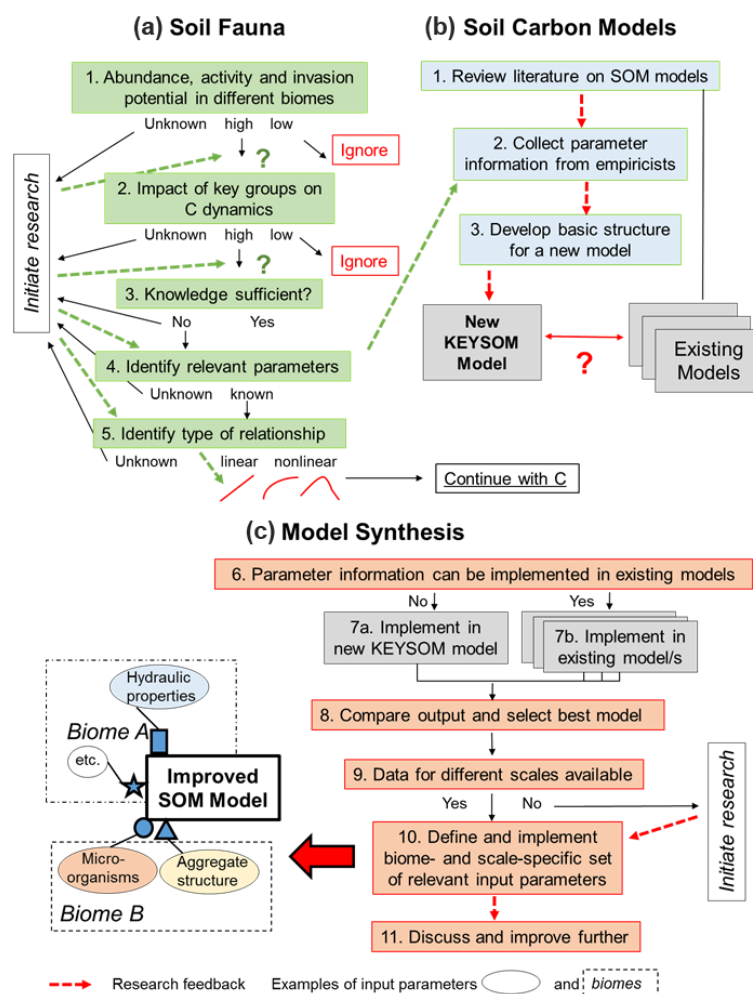 (a) Soil Fauna
1. Abundance, activity and invasion
potential in different biomes
Unknown high low
Ignore
?
2. Impact of key groups on
C dynamics
Unknown high low
Ignore
?
3. Knowledge sufficient?
No Yes
4. Identify relevant parameters
Unknown known
5. Identify type of relationship
Unknown linear nonlinear
Continue with C
Initiate research
(b) Soil Carbon Models
1. Review literature on SOM models
2. Collect parameter
information from empiricists
3. Develop basic structure
for a new model
New
KEYSOM
Model
?
Existing
Models
(c) Model Synthesis
6. Parameter information can be implemented in existing models
No Yes
7a. Implement in
new KEYSOM model
7b. Implement in
existing model/s
8. Compare output and select best model
9. Data for different scales available
Yes No
Initiate research
10. Define and implement
biome- and scale-specific set
of relevant input parameters
11. Discuss and improve further
Hydraulic
properties
Biome A
etc.
Improved
SOM Model
Micro-
organisms
Aggregate
structure
Biome B
Research feedback Examples of input parameters and biomes